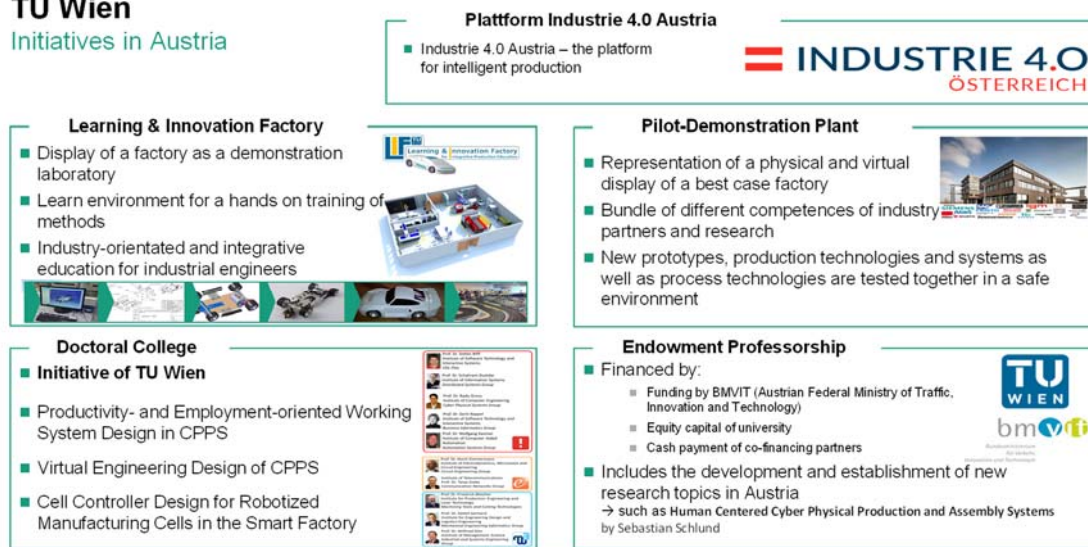 TU Wien
Initiatives in Austria
Plattform Industrie 4.0 Austria
Industrie 4.0 Austria – the platform
for intelligent production
INDUSTRIE 4.0
ÖSTERREICH
Learning & Innovation Factory
Display of a factory as a demonstration
laboratory
Learn environment for a hands on training of
methods
Industry-orientated and integrative
education for industrial engineers
LIF TU
Learning & Innovation Factory
Pilot-Demonstration Plant
Representation of a physical and virtual
display of a best case factory
Bundle of different competences of industry
partners and research
New prototypes, production technologies and systems as
well as process technologies are tested together in a safe
environment
Doctoral College
Initiative of TU Wien
Productivity- and Employment-oriented Working
System Design in CPPS
Virtual Engineering Design of CPPS
Cell Controller Design for Robotized
Manufacturing Cells in the Smart Factory
Endowment Professorship
Financed by:
Funding by BMVIT (Austrian Federal Ministry of Traffic,
Innovation and Technology)
Equity capital of university
Cash payment of co-financing partners
Includes the development and establishment of new
research topics in Austria
→ such as Human Centered Cyber Physical Production and Assembly Systems
by Sebastian Schlund
TU
WIEN
bmvit